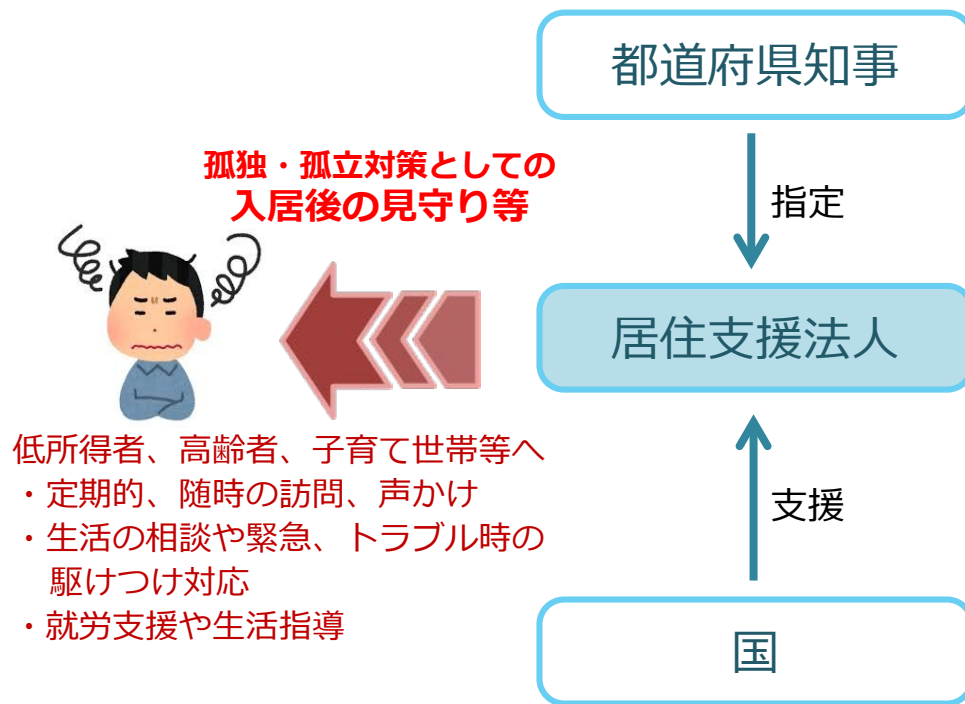 都道府県知事
指定
孤独・孤立対策としての
入居後の見守り等
居住支援法人
低所得者、高齢者、子育て世帯等へ
・定期的、随時の訪問、声かけ
・生活の相談や緊急、トラブル時の
駆けつけ対応
・就労支援や生活指導
支援
国